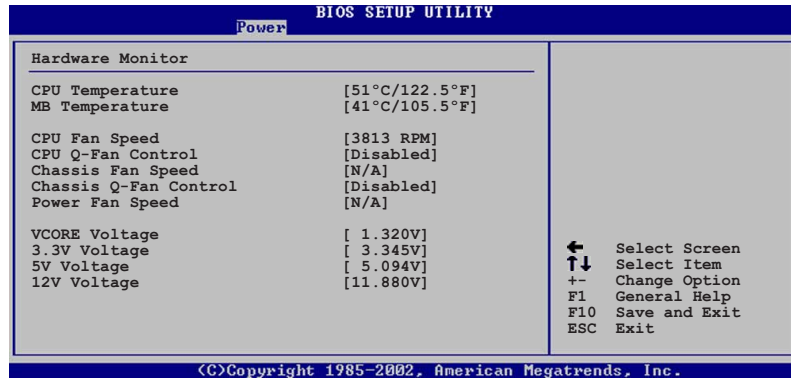 BIOS SETUP UTILITY
Power
Hardware Monitor
CPU Temperature [51°C/122.5°F]
MB Temperature [41°C/105.5°F]
CPU Fan Speed [3813 RPM]
CPU Q-Fan Control [Disabled]
Chassis Fan Speed [N/A]
Chassis Q-Fan Control [Disabled]
Power Fan Speed [N/A]
VCORE Voltage [ 1.320V]
3.3V Voltage [ 3.345V]
5V Voltage [ 5.094V]
12V Voltage [11.880V]
← Select Screen
↑↓ Select Item
+- Change Option
F1 General Help
F10 Save and Exit
ESC Exit
(C)Copyright 1985-2002, American Megatrends, Inc.